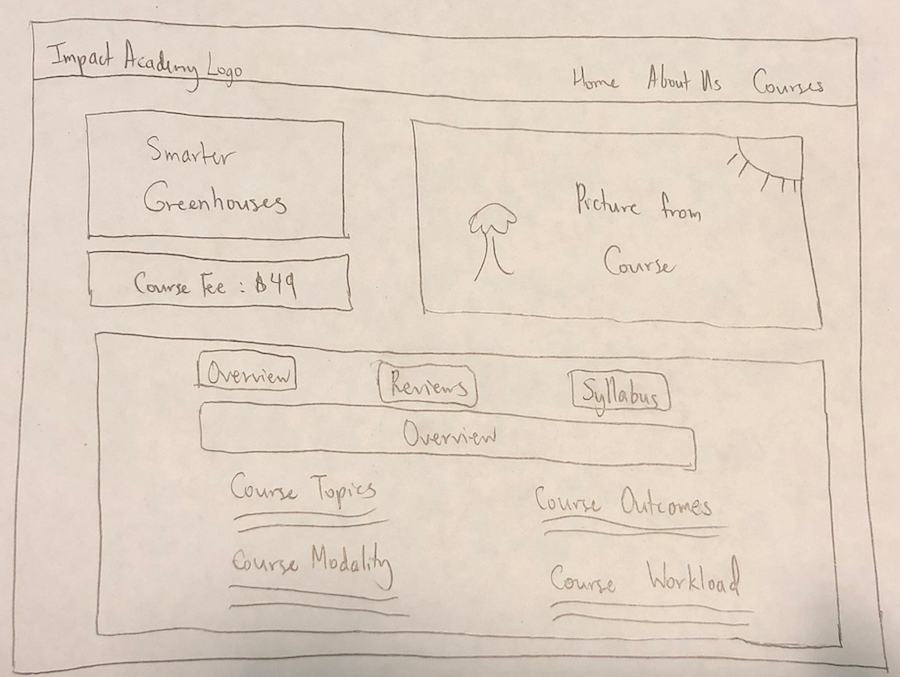 Impact Academy Logo
Home About Us Courses
Smarter
Greenhouses
Course Fee : $49
Picture from
Course
Overview
Reviews
Syllabus
Overview
Course Topics
Course Outcomes
Course Modality
Course Workload